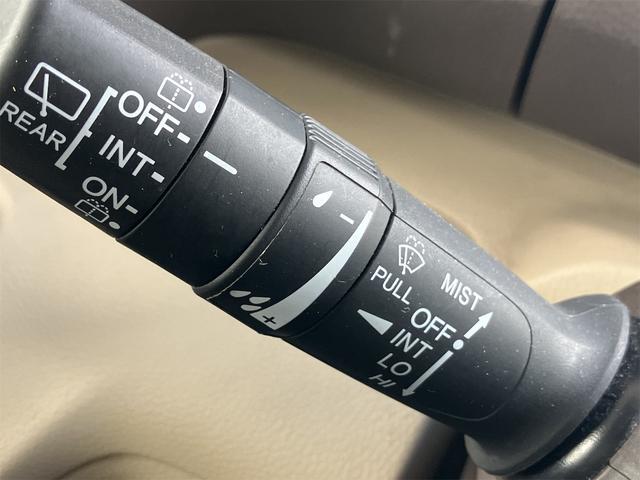 REAR
OFF
INT
ON
-
+
MIST
PULL
OFF
INT
LO
HI